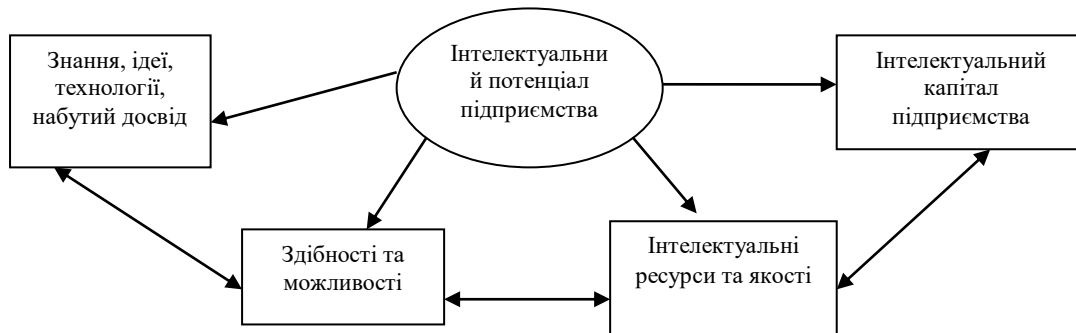 Знання, ідеї,
технології,
набутий досвід
Інтелектуальни
й потенціал
підприємства
Інтелектуальний
капітал
підприємства
Здібності та
можливості
Інтелектуальні
ресурси та якості